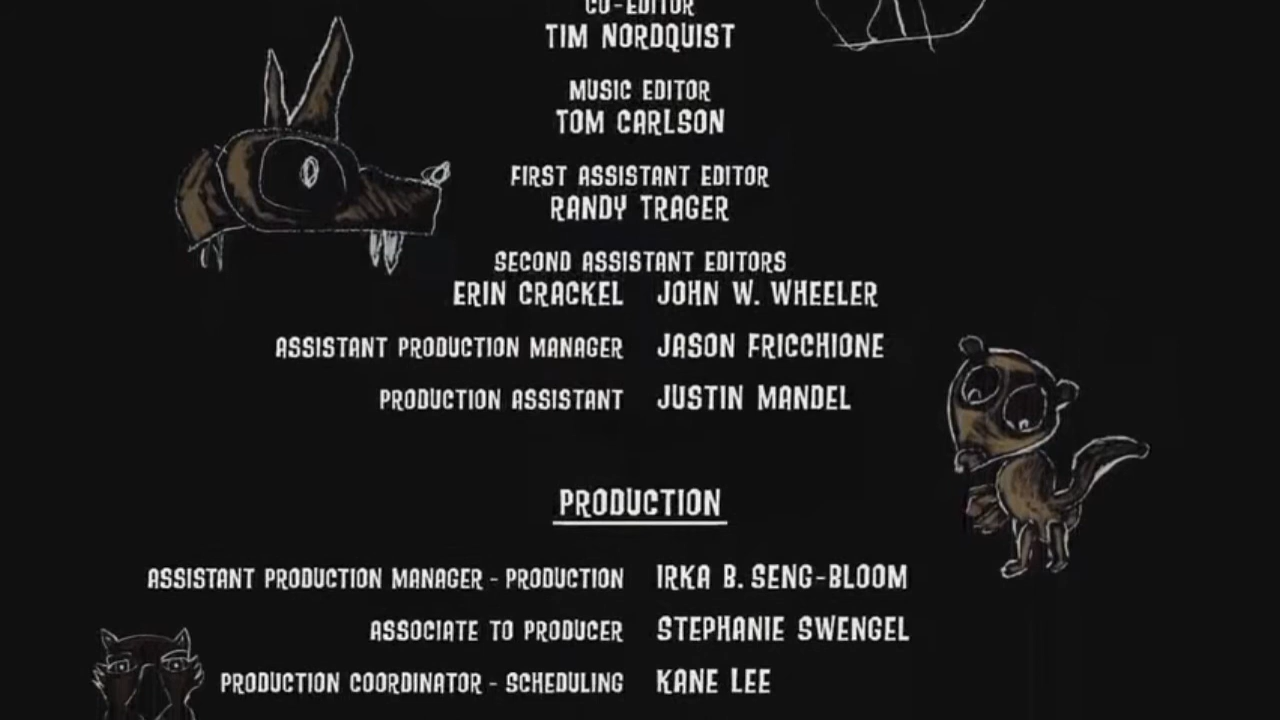 CO-EDITOR
TIM NORDQUIST
MUSIC EDITOR
TOM CARLSON
FIRST ASSISTANT EDITOR
RANDY TRAGER
SECOND ASSISTANT EDITORS
ERIN CRACKEL JOHN W. WHEELER
ASSISTANT PRODUCTION MANAGER JASON FRICCHIONE
PRODUCTION ASSISTANT JUSTIN MANDEL
PRODUCTION
ASSISTANT PRODUCTION MANAGER - PRODUCTION IRKA B. SENG-BLOOM
ASSOCIATE TO PRODUCER STEPHANIE SWENGEL
PRODUCTION COORDINATOR - SCHEDULING KANE LEE